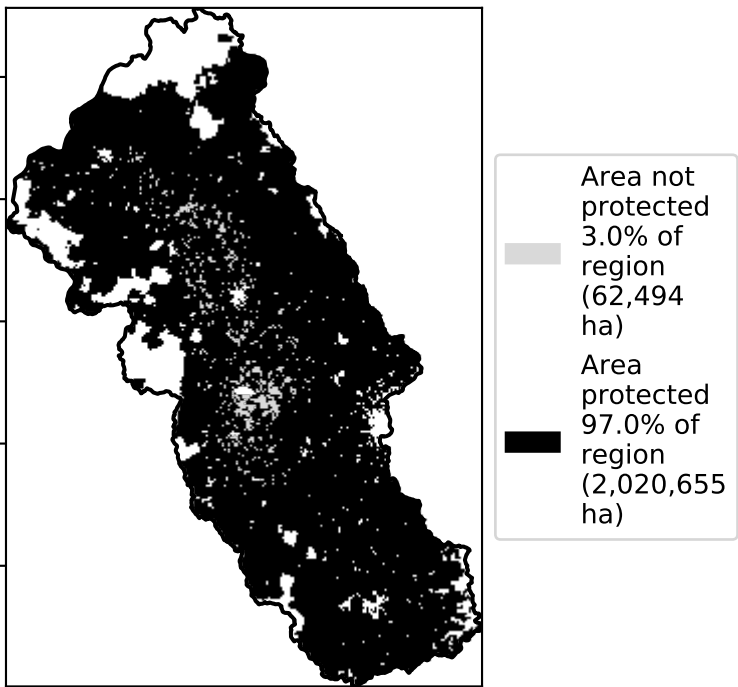 Area not
protected
3.0% of
region
(62,494
ha)
Area
protected
97.0% of
region
(2,020,655
ha)